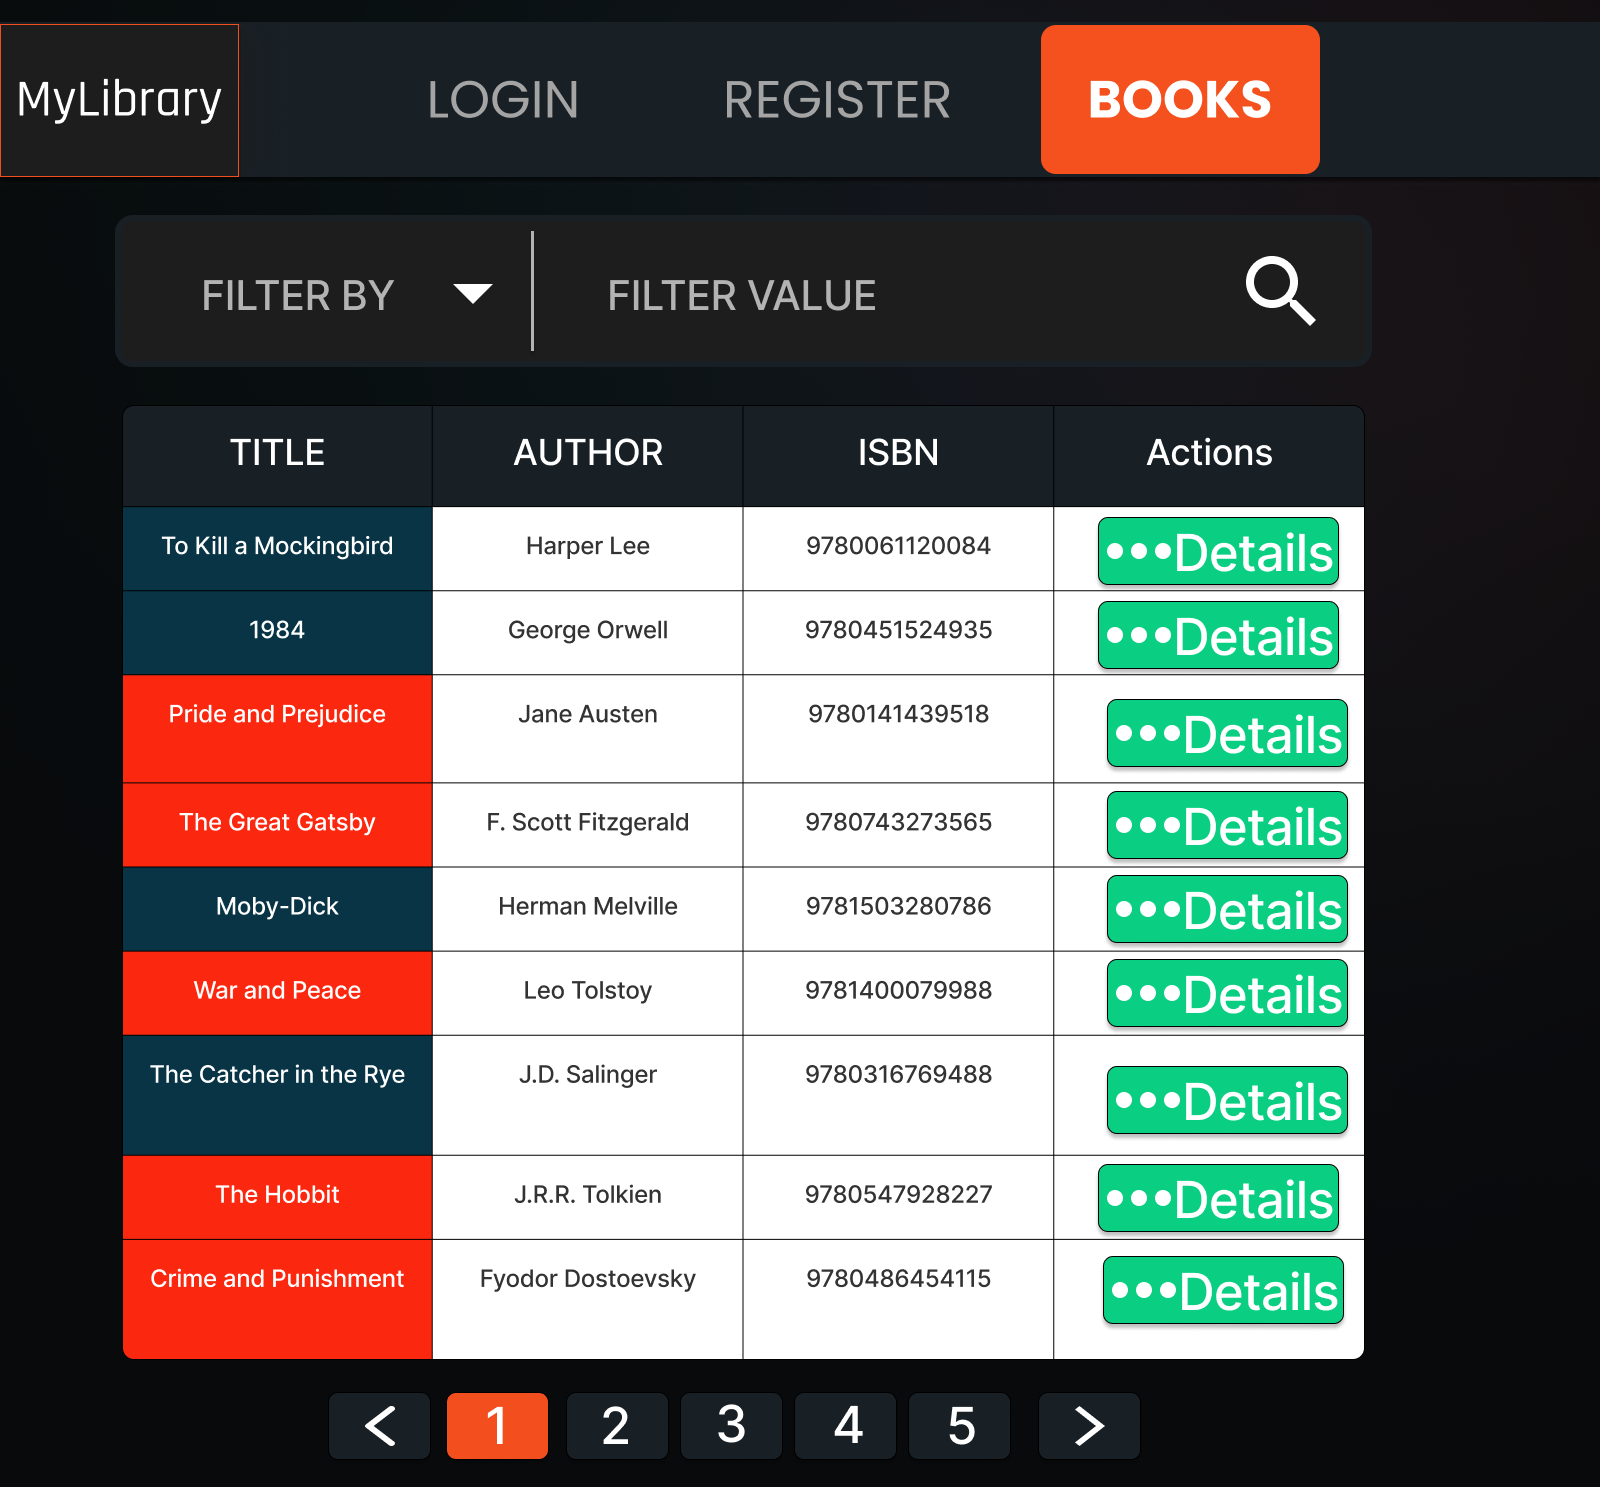 MyLibrary LOGIN REGISTER BOOKS
FILTER BY FILTER VALUE
TITLE AUTHOR ISBN Actions
To Kill a Mockingbird Harper Lee 9780061120084 Details
1984 George Orwell 9780451524935 Details
Pride and Prejudice Jane Austen 9780141439518 Details
The Great Gatsby F. Scott Fitzgerald 9780743273565 Details
Moby-Dick Herman Melville 9781503280786 Details
War and Peace Leo Tolstoy 9781400079988 Details
The Catcher in the Rye J.D. Salinger 9780316769488 Details
The Hobbit J.R.R. Tolkien 9780547928227 Details
Crime and Punishment Fyodor Dostoevsky 9780486454115 Details
< 1 2 3 4 5 >